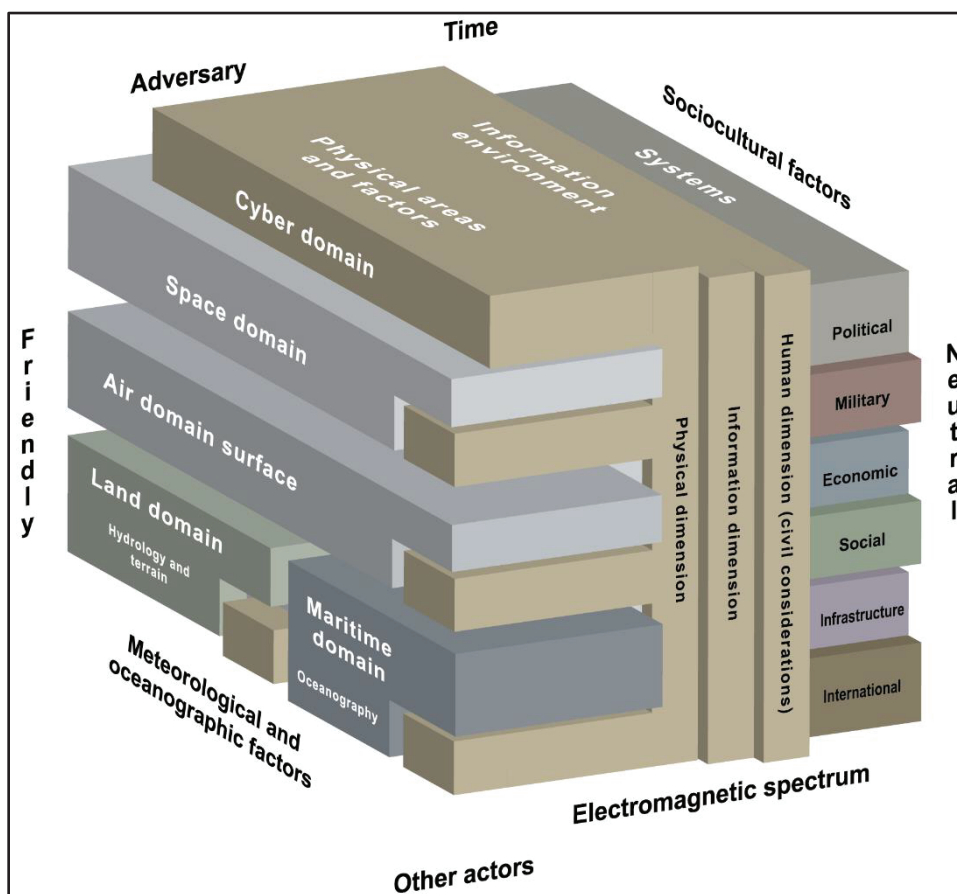 Time
Adversary
Sociocultural factors
Information
environment
Systems
Physical areas
and factors
Cyber domain
Space domain
Air domain surface
Land domain
Hydrology and
terrain
Maritime
domain
Oceanography
Physical dimension
Information dimension
Human dimension (civil considerations)
Political
Military
Economic
Social
Infrastructure
International
Friendly
Neutral
Meteorological and
oceanographic factors
Electromagnetic spectrum
Other actors